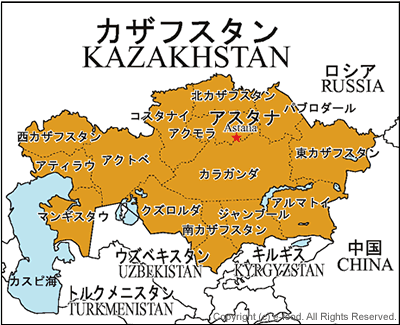 カザフスタン
KAZAKHSTAN
ロシア
RUSSIA
北カザフスタン
コスタナイ
アスタナ
Astana
パブロダール
アクモラ
西カザフスタン
アティラウ
アクトベ
東カザフスタン
カラガンダ
マンギスタウ
クズロルダ
ジャンブール
アルマトイ
南カザフスタン
カスピ海
ウズベキスタン
UZBEKISTAN
キルギス
KYRGYZSTAN
中国
CHINA
トルクメニスタン
TURKMENISTAN
All Rights Reserved.